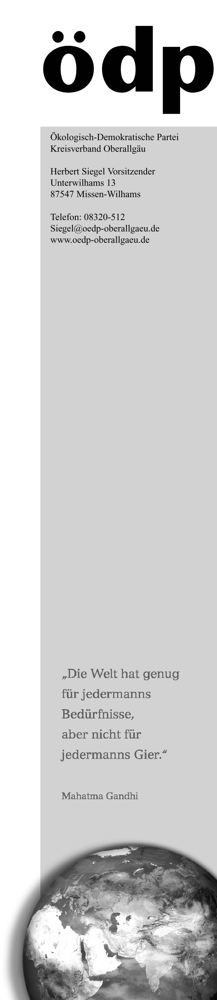 ödp
Ökologisch-Demokratische Partei
Kreisverband Oberallgäu
Herbert Siegel Vorsitzender
Unterwilhams 13
87547 Missen-Wilhams
Telefon: 08320-512
Siegel@oedp-oberallgaeu.de
www.oedp-oberallgaeu.de
„Die Welt hat genug
für jedermanns
Bedürfnisse,
aber nicht für
jedermanns Gier.“
Mahatma Gandhi